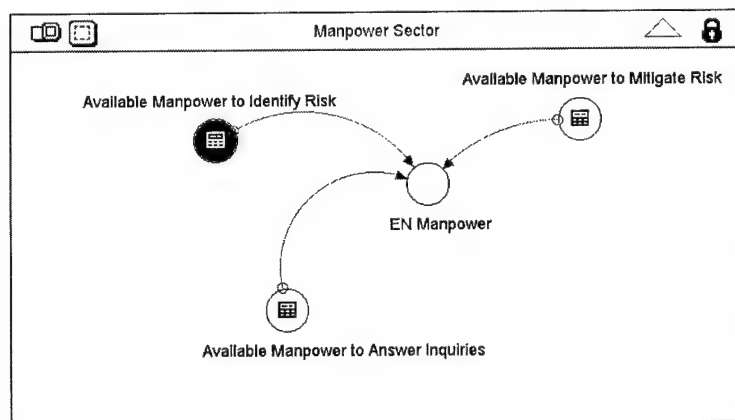 Manpower Sector
Available Manpower to Mitigate Risk
Available Manpower to Identify Risk
EN Manpower
Available Manpower to Answer Inquiries